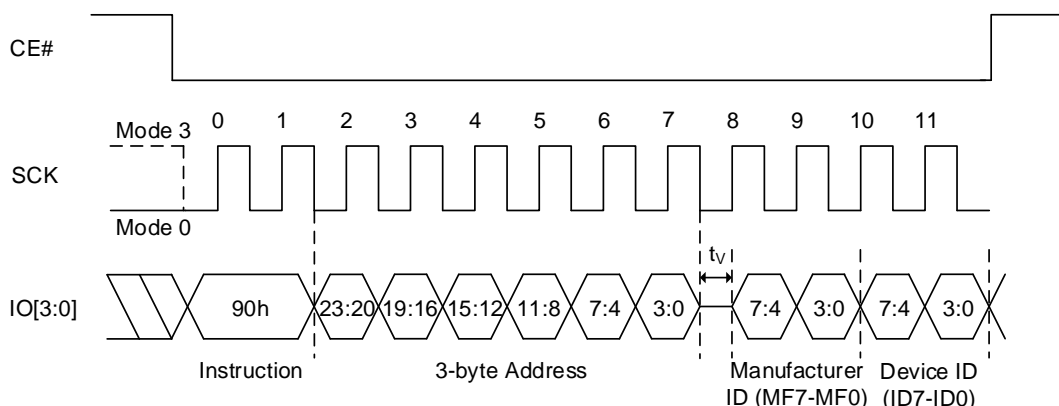 CE#
Mode 3 0 1 2 3 4 5 6 7 8 9 10 11
SCK
Mode 0
tV
IO[3:0] 90h 23:20 19:16 15:12 11:8 7:4 3:0 7:4 3:0 7:4 3:0
Instruction 3-byte Address Manufacturer Device ID
ID (MF7-MF0) (ID7-ID0)